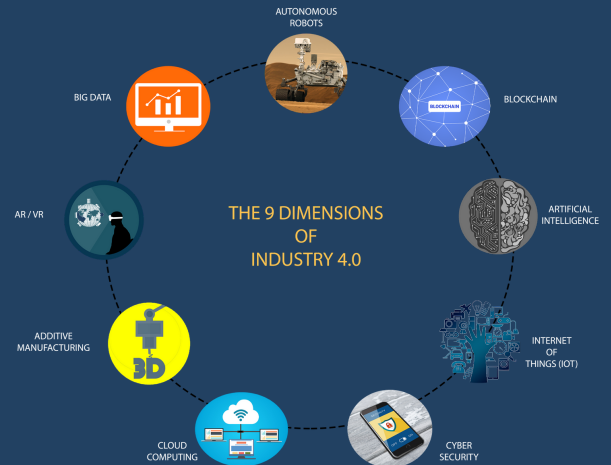 AUTONOMOUS
ROBOTS
BIG DATA
BLOCKCHAIN
BLOCKCHAIN
AR / VR
THE 9 DIMENSIONS
OF
INDUSTRY 4.0
ARTIFICIAL
INTELLIGENCE
ADDITIVE
MANUFACTURING
3D
INTERNET
OF
THINGS (IOT)
CLOUD
COMPUTING
CYBER
SECURITY